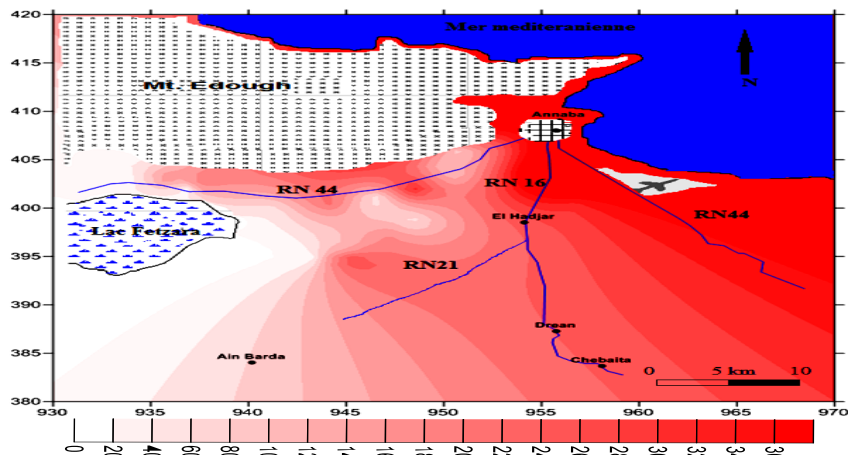 420
Mer mediteranienne
415
N
Mt. Edough
410
Annaba
405
RN 44
RN 16
400
El Hadjar
RN44
Lac Fetzara
395
RN21
390
Drean
385
Ain Barda
Chebaita
5 km 10
0
380
930 935 940 945 950 955 960 965 970
0 20 40 60 80